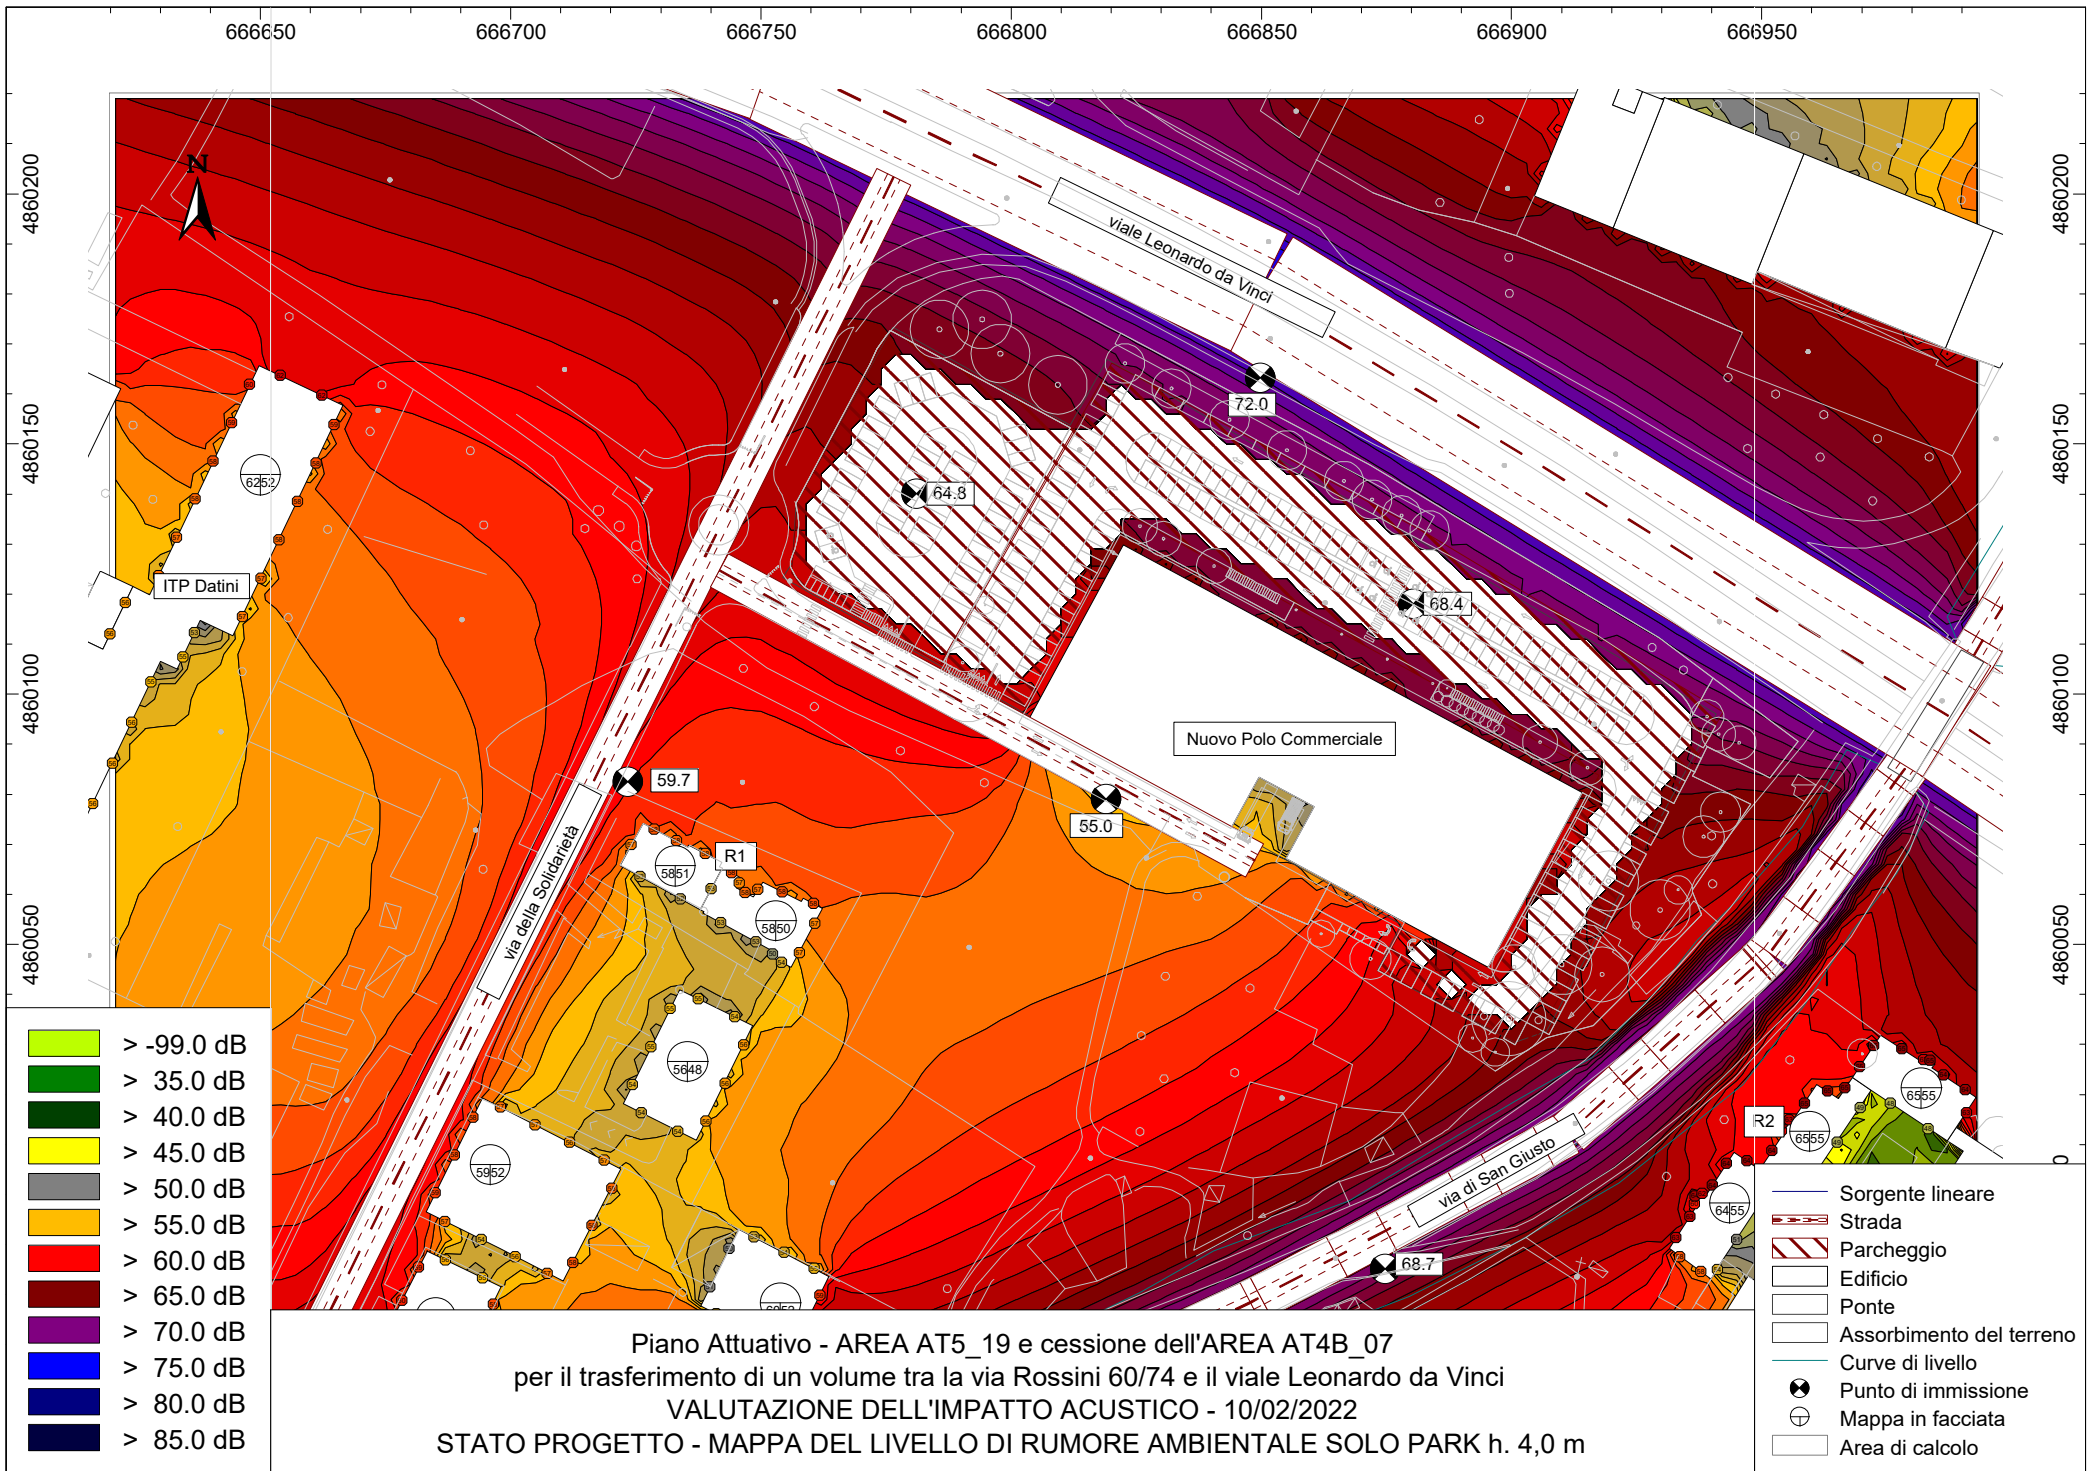 666650 666700 666750 666800 666850 666900 666950
4860200
4860150
4860100
4860050
4860200
4860150
4860100
4860050
0
N
viale Leonardo da Vinci
72.0
64.8
68.4
6252
ITP Datini
Nuovo Polo Commerciale
59.7
55.0
R1
5851
5850
via della Solidarietà
5648
5952
via di San Giusto
68.7
R2
6555
6555
6455
> -99.0 dB
> 35.0 dB
> 40.0 dB
> 45.0 dB
> 50.0 dB
> 55.0 dB
> 60.0 dB
> 65.0 dB
> 70.0 dB
> 75.0 dB
> 80.0 dB
> 85.0 dB
Piano Attuativo - AREA AT5_19 e cessione dell'AREA AT4B_07
per il trasferimento di un volume tra la via Rossini 60/74 e il viale Leonardo da Vinci
VALUTAZIONE DELL'IMPATTO ACUSTICO - 10/02/2022
STATO PROGETTO - MAPPA DEL LIVELLO DI RUMORE AMBIENTALE SOLO PARK h. 4,0 m
Sorgente lineare
Strada
Parcheggio
Edificio
Ponte
Assorbimento del terreno
Curve di livello
Punto di immissione
Mappa in facciata
Area di calcolo